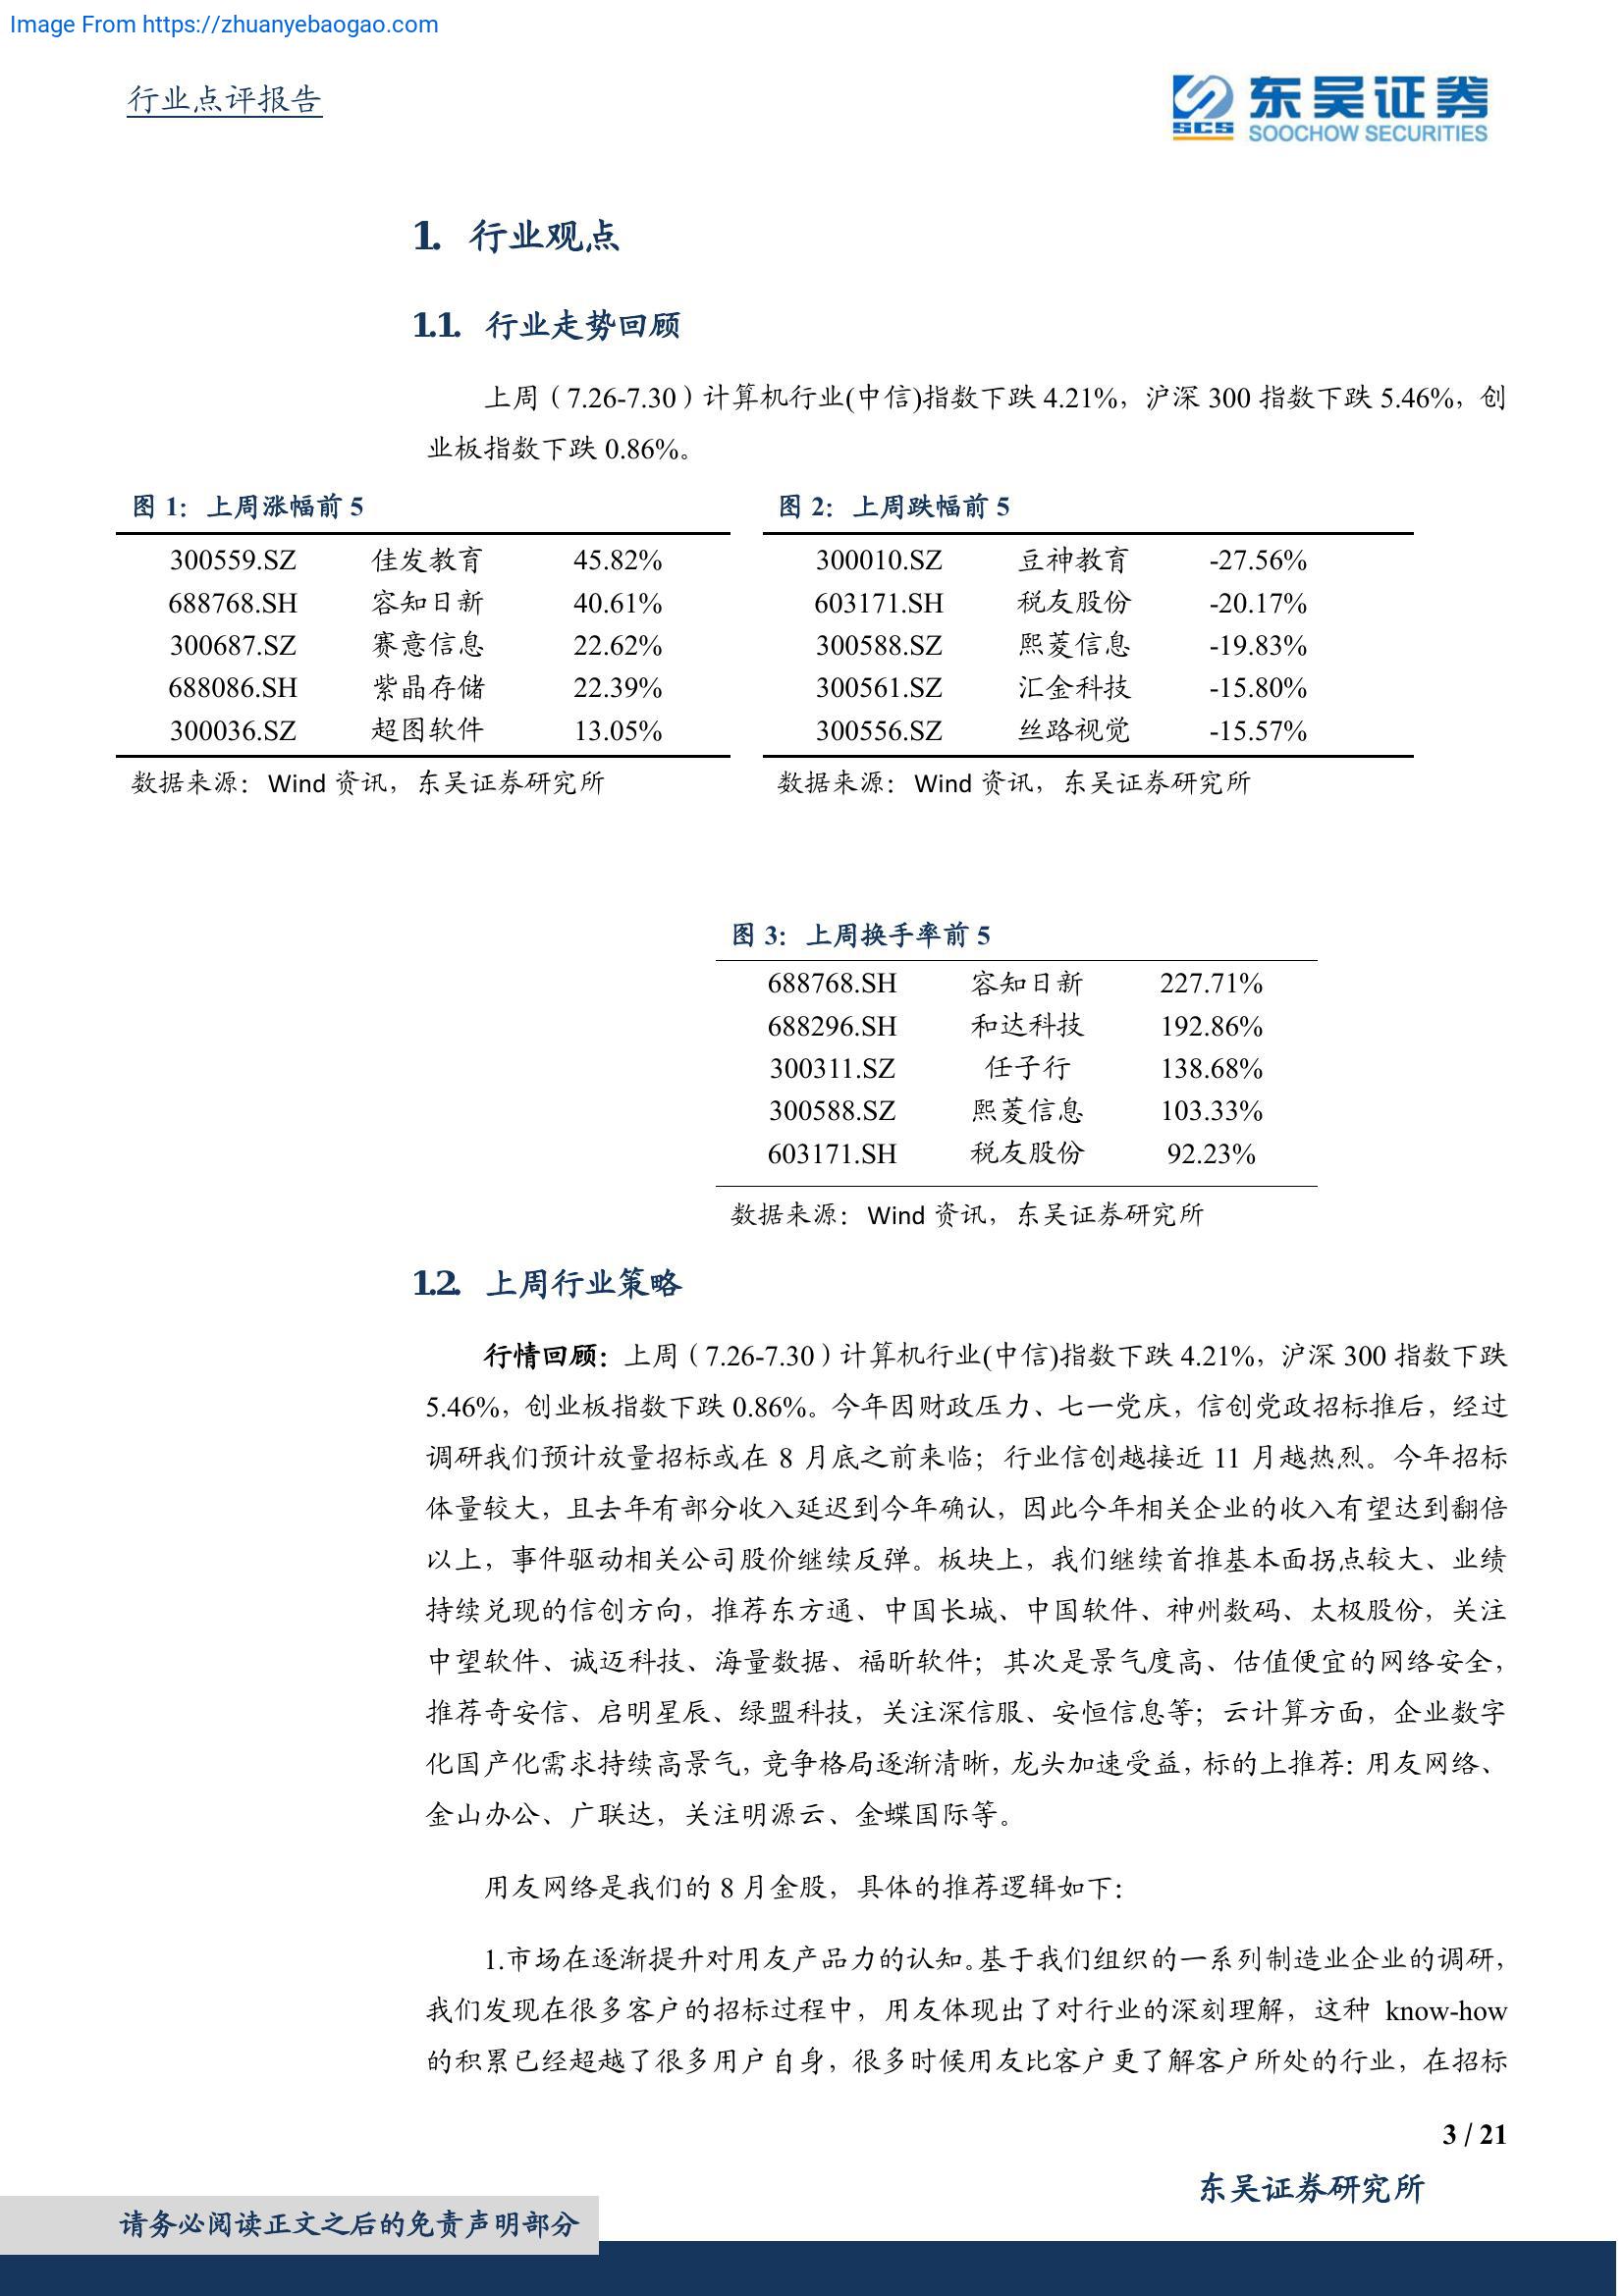 Image From https://zhuanyebaogao.com
行业点评报告
SCS 东吴证券
SOOCHOW SECURITIES
1. 行业观点
1.1. 行业走势回顾
上周（7.26-7.30）计算机行业(中信)指数下跌 4.21%，沪深 300 指数下跌 5.46%，创
业板指数下跌 0.86%。
图 1：上周涨幅前 5
300559.SZ 佳发教育 45.82%
688768.SH 容知日新 40.61%
300687.SZ 赛意信息 22.62%
688086.SH 紫晶存储 22.39%
300036.SZ 超图软件 13.05%
数据来源：Wind 资讯，东吴证券研究所
图 2：上周跌幅前 5
300010.SZ 豆神教育 -27.56%
603171.SH 税友股份 -20.17%
300588.SZ 熙菱信息 -19.83%
300561.SZ 汇金科技 -15.80%
300556.SZ 丝路视觉 -15.57%
数据来源：Wind 资讯，东吴证券研究所
图 3：上周换手率前 5
688768.SH 容知日新 227.71%
688296.SH 和达科技 192.86%
300311.SZ 任子行 138.68%
300588.SZ 熙菱信息 103.33%
603171.SH 税友股份 92.23%
数据来源：Wind 资讯，东吴证券研究所
1.2. 上周行业策略
行情回顾：上周（7.26-7.30）计算机行业(中信)指数下跌 4.21%，沪深 300 指数下跌
5.46%，创业板指数下跌 0.86%。今年因财政压力、七一党庆，信创党政招标推后，经过
调研我们预计放量招标或在 8 月底之前来临；行业信创越接近 11 月越热烈。今年招标
体量较大，且去年有部分收入延迟到今年确认，因此今年相关企业的收入有望达到翻倍
以上，事件驱动相关公司股价继续反弹。板块上，我们继续首推基本面拐点较大、业绩
持续兑现的信创方向，推荐东方通、中国长城、中国软件、神州数码、太极股份，关注
中望软件、诚迈科技、海量数据、福昕软件；其次是景气度高、估值便宜的网络安全，
推荐奇安信、启明星辰、绿盟科技，关注深信服、安恒信息等；云计算方面，企业数字
化国产化需求持续高景气，竞争格局逐渐清晰，龙头加速受益，标的上推荐：用友网络、
金山办公、广联达，关注明源云、金蝶国际等。
用友网络是我们的 8 月金股，具体的推荐逻辑如下：
1.市场在逐渐提升对用友产品力的认知。基于我们组织的一系列制造业企业的调研，
我们发现在很多客户的招标过程中，用友体现出了对行业的深刻理解，这种 know-how
的积累已经超越了很多用户自身，很多时候用友比客户更了解客户所处的行业，在招标
3 / 21
东吴证券研究所
请务必阅读正文之后的免责声明部分